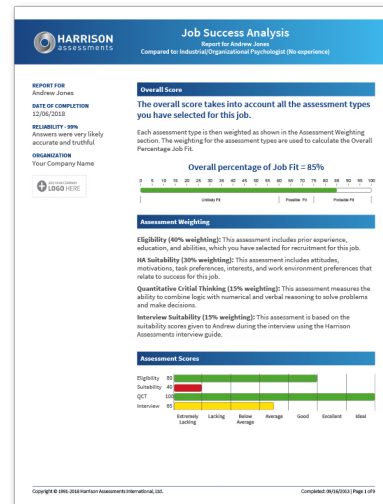 HARRISON
assessments
Job Success Analysis
Report for Andrew Jones
Compared to: Industrial/Organizational Psychologist (No experience)
REPORT FOR
Andrew Jones
DATE OF COMPLETION
12/06/2018
RELIABILITY - 99%
Answers were very likely
accurate and truthful
ORGANIZATION
Your Company Name
ADD YOUR COMPANY
LOGO HERE
Overall Score
The overall score takes into account all the assessment types
you have selected for this job.
Each assessment type is then weighted as shown in the Assessment Weighting
section. The weighting for the assessment types are used to calculate the Overall
Percentage Job Fit.
Overall percentage of Job Fit = 85%
0 5 10 15 20 25 30 35 40 45 50 55 60 65 70 75 80 85 90 95 100
Unlikely Fit Possible Fit Probable Fit
Assessment Weighting
Eligibility (40% weighting): This assessment includes prior experience,
education, and abilities, which you have selected for recruitment for this job.
HA Suitability (30% weighting): This assessment includes attitudes,
motivations, task preferences, interests, and work environment preferences that
relate to success for this job.
Quantitative Critial Thinking (15% weighting): This assessment measures the
ability to combine logic with numerical and verbal reasoning to solve problems
and make decisions.
Interview Suitability (15% weighting): This assessment is based on the
suitability scores given to Andrew during the interview using the Harrison
Assessments interview guide.
Assessment Scores
Eligibility 80
Suitability 40
QCT 100
Interview 65
Extremely Lacking Lacking Below Average Average Good Excellent Ideal
Copyright © 1991-2018 Harrison Assessments International, Ltd.
Completed: 09/16/2013 | Page 1 of 9